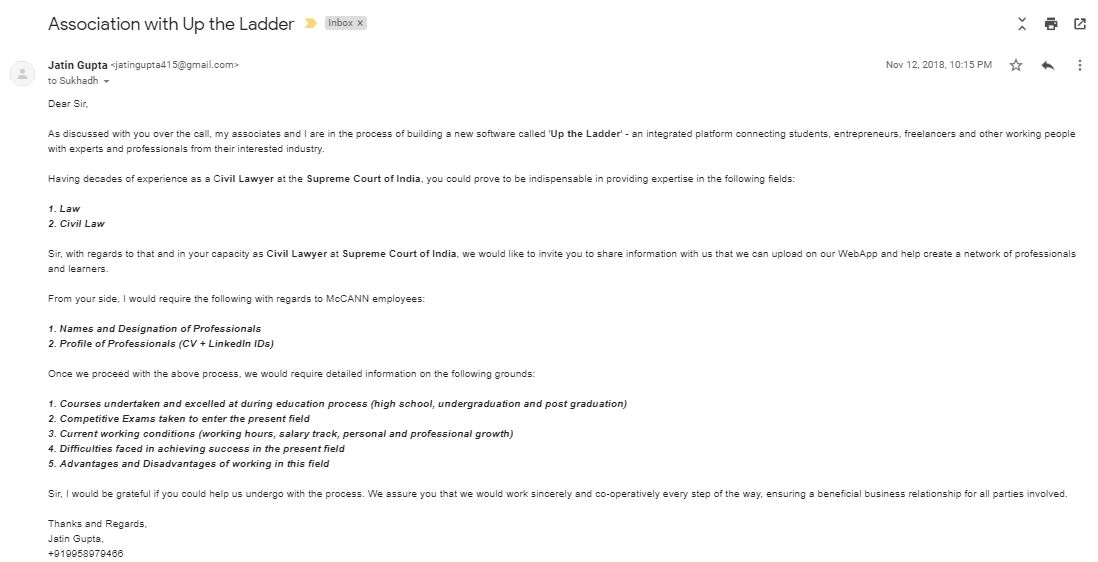 Association with Up the Ladder Inbox x
Jatin Gupta <jatingupta415@gmail.com> Nov 12, 2018, 10:15 PM
to Sukhadh
Dear Sir,
As discussed with you over the call, my associates and I are in the process of building a new software called 'Up the Ladder' - an integrated platform connecting students, entrepreneurs, freelancers and other working people
with experts and professionals from their interested industry.
Having decades of experience as a Civil Lawyer at the Supreme Court of India, you could prove to be indispensable in providing expertise in the following fields:
1. Law
2. Civil Law
Sir, with regards to that and in your capacity as Civil Lawyer at Supreme Court of India, we would like to invite you to share information with us that we can upload on our WebApp and help create a network of professionals
and learners.
From your side, I would require the following with regards to McCANN employees:
1. Names and Designation of Professionals
2. Profile of Professionals (CV + LinkedIn IDs)
Once we proceed with the above process, we would require detailed information on the following grounds:
1. Courses undertaken and excelled at during education process (high school, undergraduation and post graduation)
2. Competitive Exams taken to enter the present field
3. Current working conditions (working hours, salary track, personal and professional growth)
4. Difficulties faced in achieving success in the present field
5. Advantages and Disadvantages of working in this field
Sir, I would be grateful if you could help us undergo with the process. We assure you that we would work sincerely and co-operatively every step of the way, ensuring a beneficial business relationship for all parties involved.
Thanks and Regards,
Jatin Gupta,
+919958979466